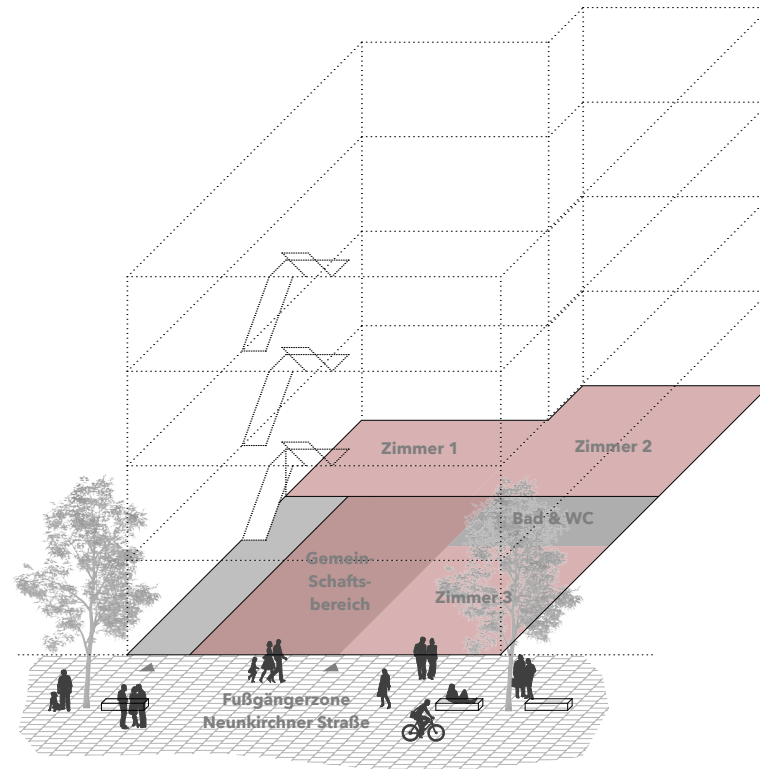 Zimmer 1
Zimmer 2
Bad & WC
Gemein-
Schafts-
bereich
Zimmer 3
Fußgängerzone
Neunkirchner Straße